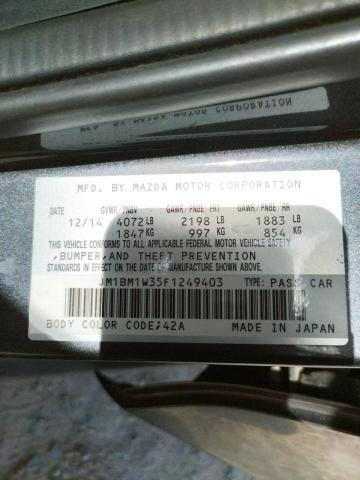 MFD. BY MAZDA MOTOR CORPORATION
DATE GVWR/PNBV GAWR/PNBE FRT GAWR/PNBE RR
12/14 4072LB 2198 LB 1883 LB
1847KG 997 KG 854 KG
THIS VEHICLE CONFORMS TO ALL APPLICABLE FEDERAL MOTOR VEHICLE SAFETY
,BUMPER,AND THEFT PREVENTION
STANDARDS IN EFFECT ON THE DATE OF MANUFACTURE SHOWN ABOVE.
JM1BM1W35F1249403 TYPE: PASS CAR
BODY COLOR CODE;42A MADE IN JAPAN